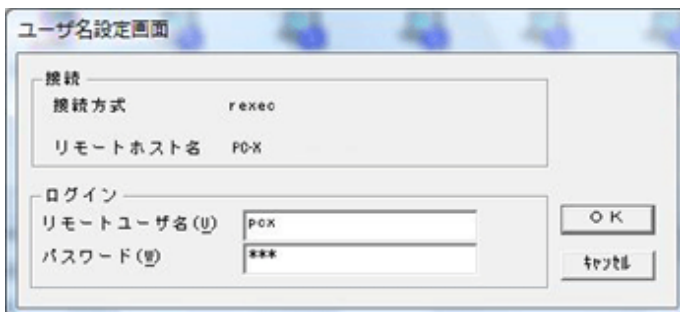 ユーザ名設定画面
接続
接続方式 rexec
リモートホスト名 PC-X
ログイン
リモートユーザ名(U) pcx
パスワード(W) ***
OK
ｷｬﾝｾﾙ